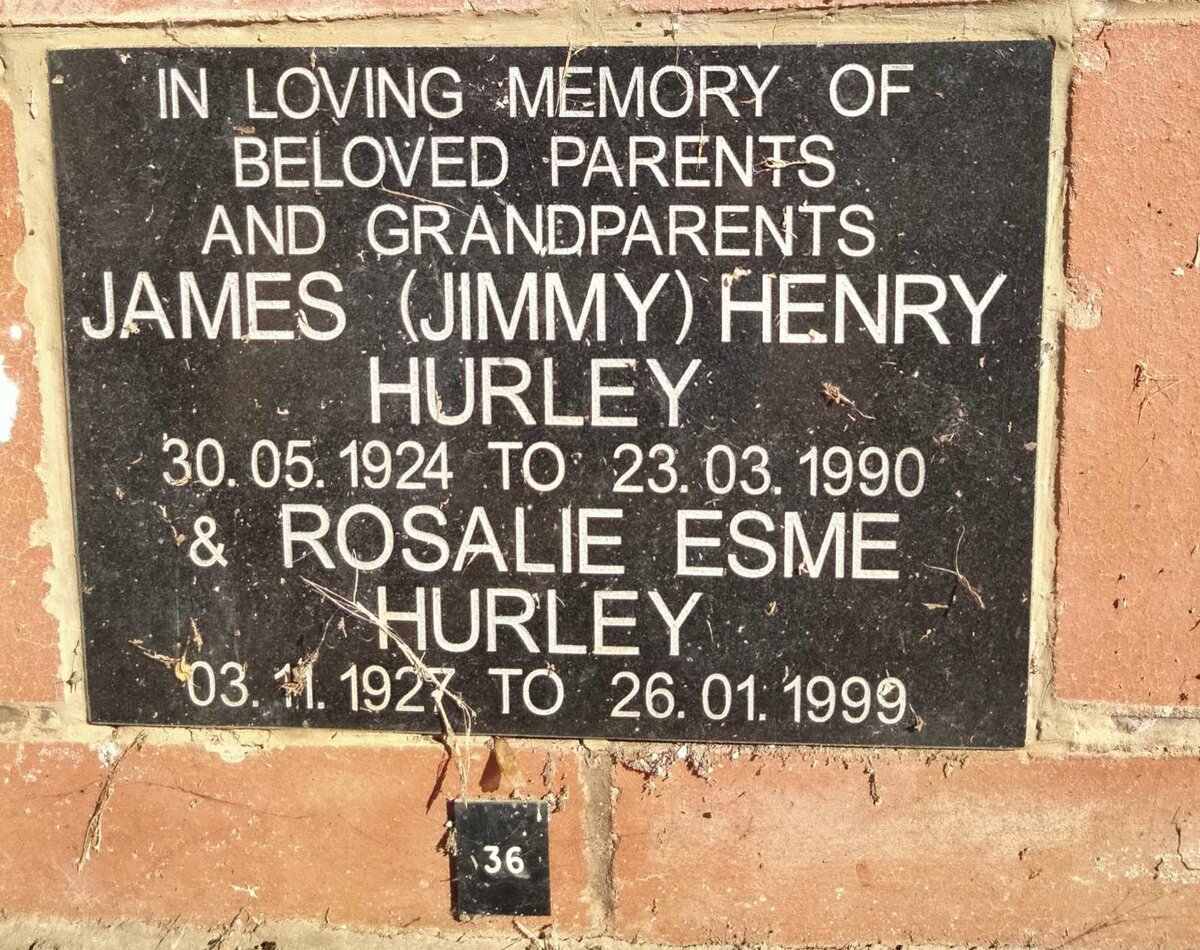 IN LOVING MEMORY OF
BELOVED PARENTS
AND GRANDPARENTS
JAMES (JIMMY) HENRY
HURLEY
30.05.1924 TO 23.03.1990
& ROSALIE ESME
HURLEY
03.11.1927 TO 26.01.1999
36